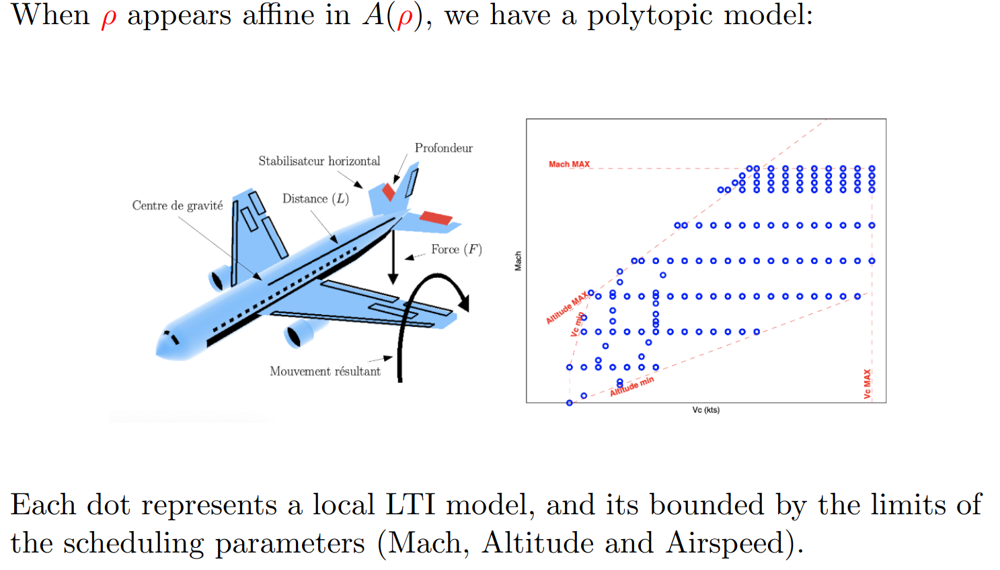 When ρ appears affine in A(ρ), we have a polytopic model:
Profondeur
Stabilisateur horizontal
Distance (L)
Centre de gravité
Force (F)
Mouvement résultant
Mach MAX
Mach
Altitude MAX
Vc min
Altitude min
Vc MAX
Vc (kts)
Each dot represents a local LTI model, and its bounded by the limits of
the scheduling parameters (Mach, Altitude and Airspeed).